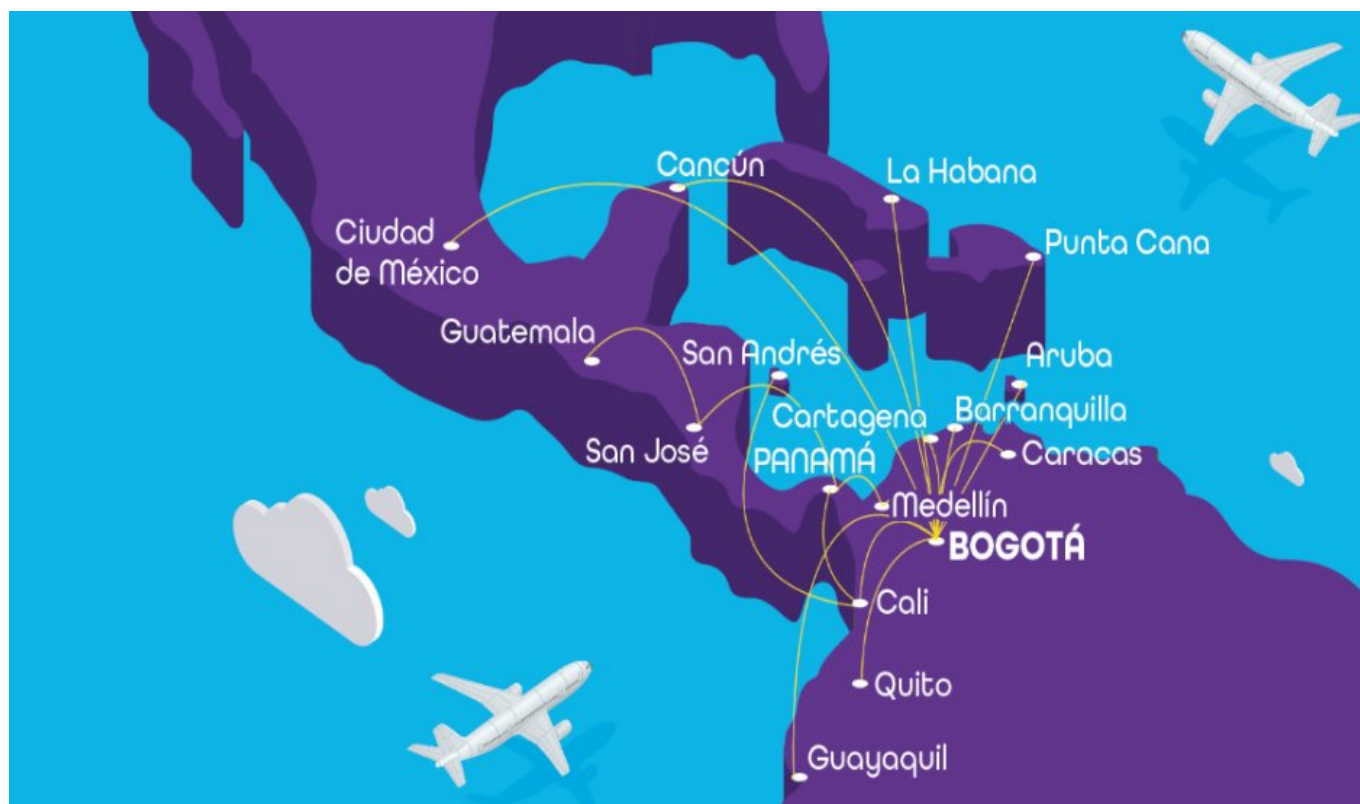 Cancún
La Habana
Ciudad
de México
Punta Cana
Guatemala
San Andrés
Aruba
Cartagena
Barranquilla
San José
PANAMÁ
Caracas
Medellín
BOGOTÁ
Cali
Quito
Guayaquil